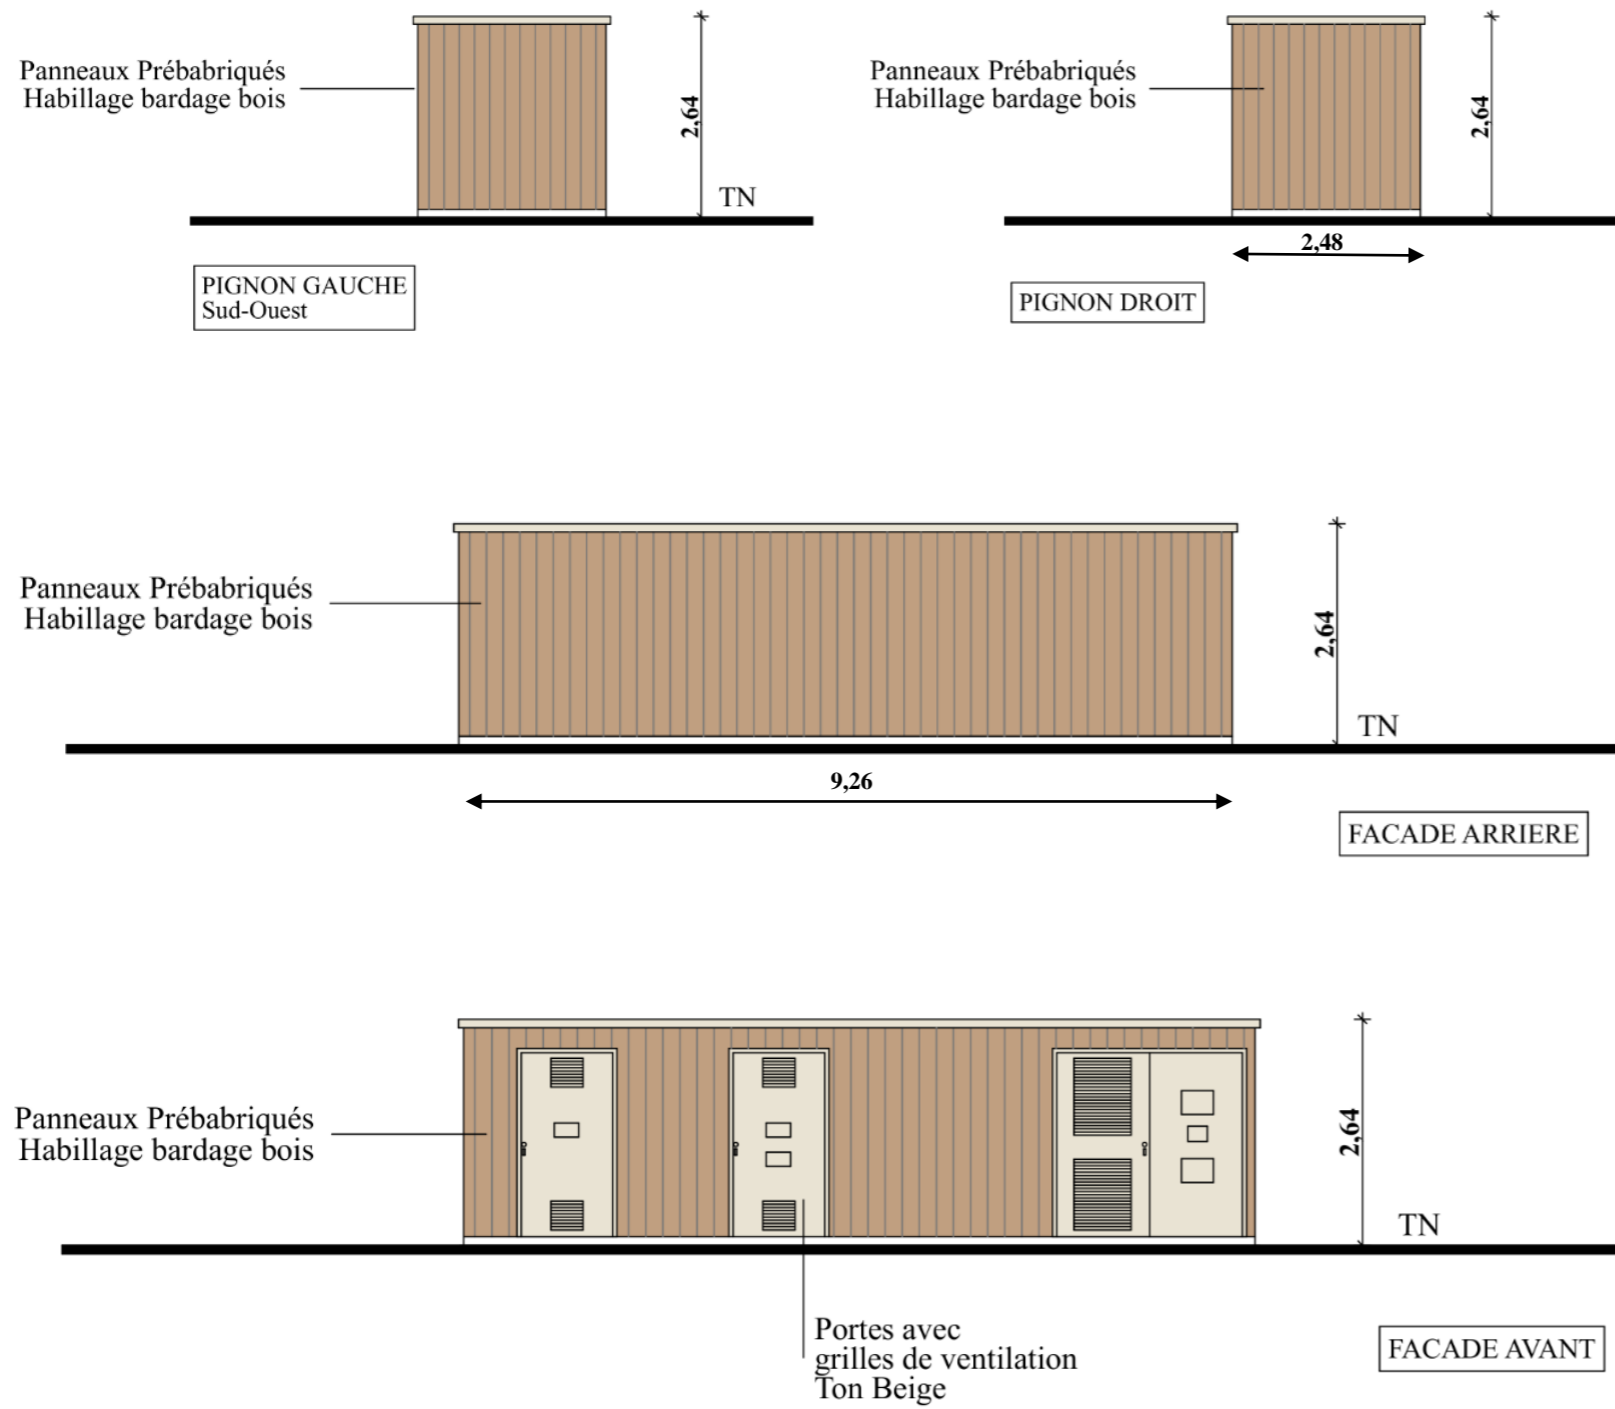 Panneaux Prébabriqués
Habillage bardage bois
2,64
TN
PIGNON GAUCHE
Sud-Ouest
Panneaux Prébabriqués
Habillage bardage bois
2,64
2,48
PIGNON DROIT
Panneaux Prébabriqués
Habillage bardage bois
2,64
TN
9,26
FACADE ARRIERE
Panneaux Prébabriqués
Habillage bardage bois
2,64
TN
Portes avec
grilles de ventilation
Ton Beige
FACADE AVANT